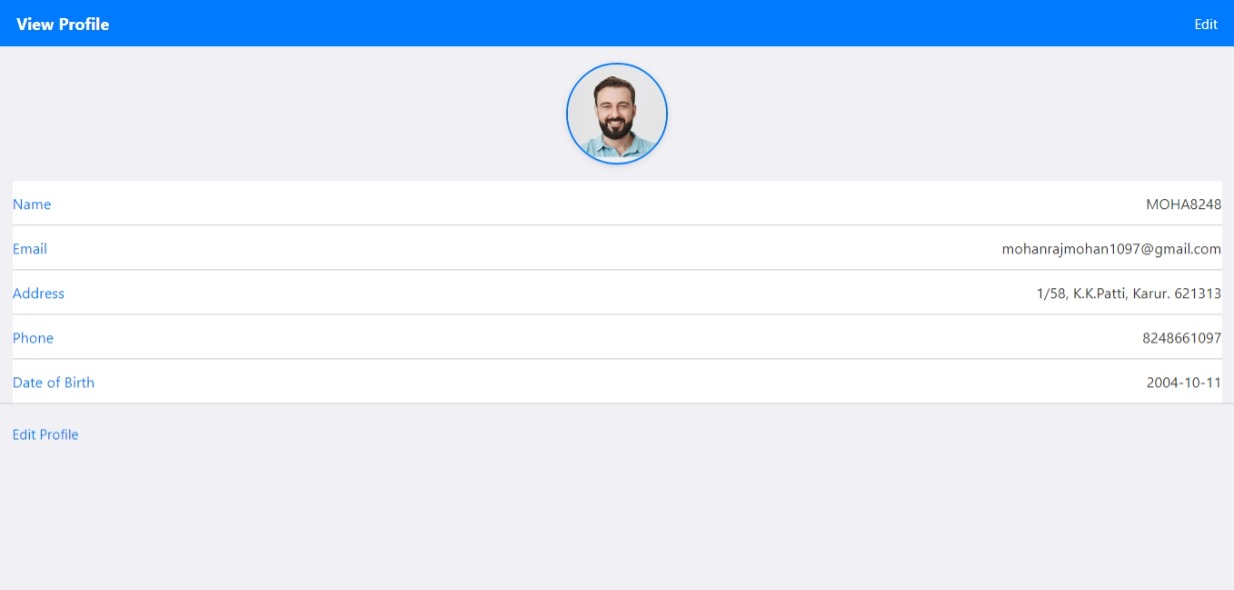 View Profile Edit
Name MOHA8248
Email mohanrajmohan1097@gmail.com
Address 1/58, K.K.Patti, Karur. 621313
Phone 8248661097
Date of Birth 2004-10-11
Edit Profile